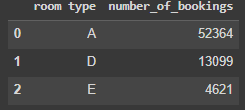 room type number_of_bookings
0 A 52364
1 D 13099
2 E 4621